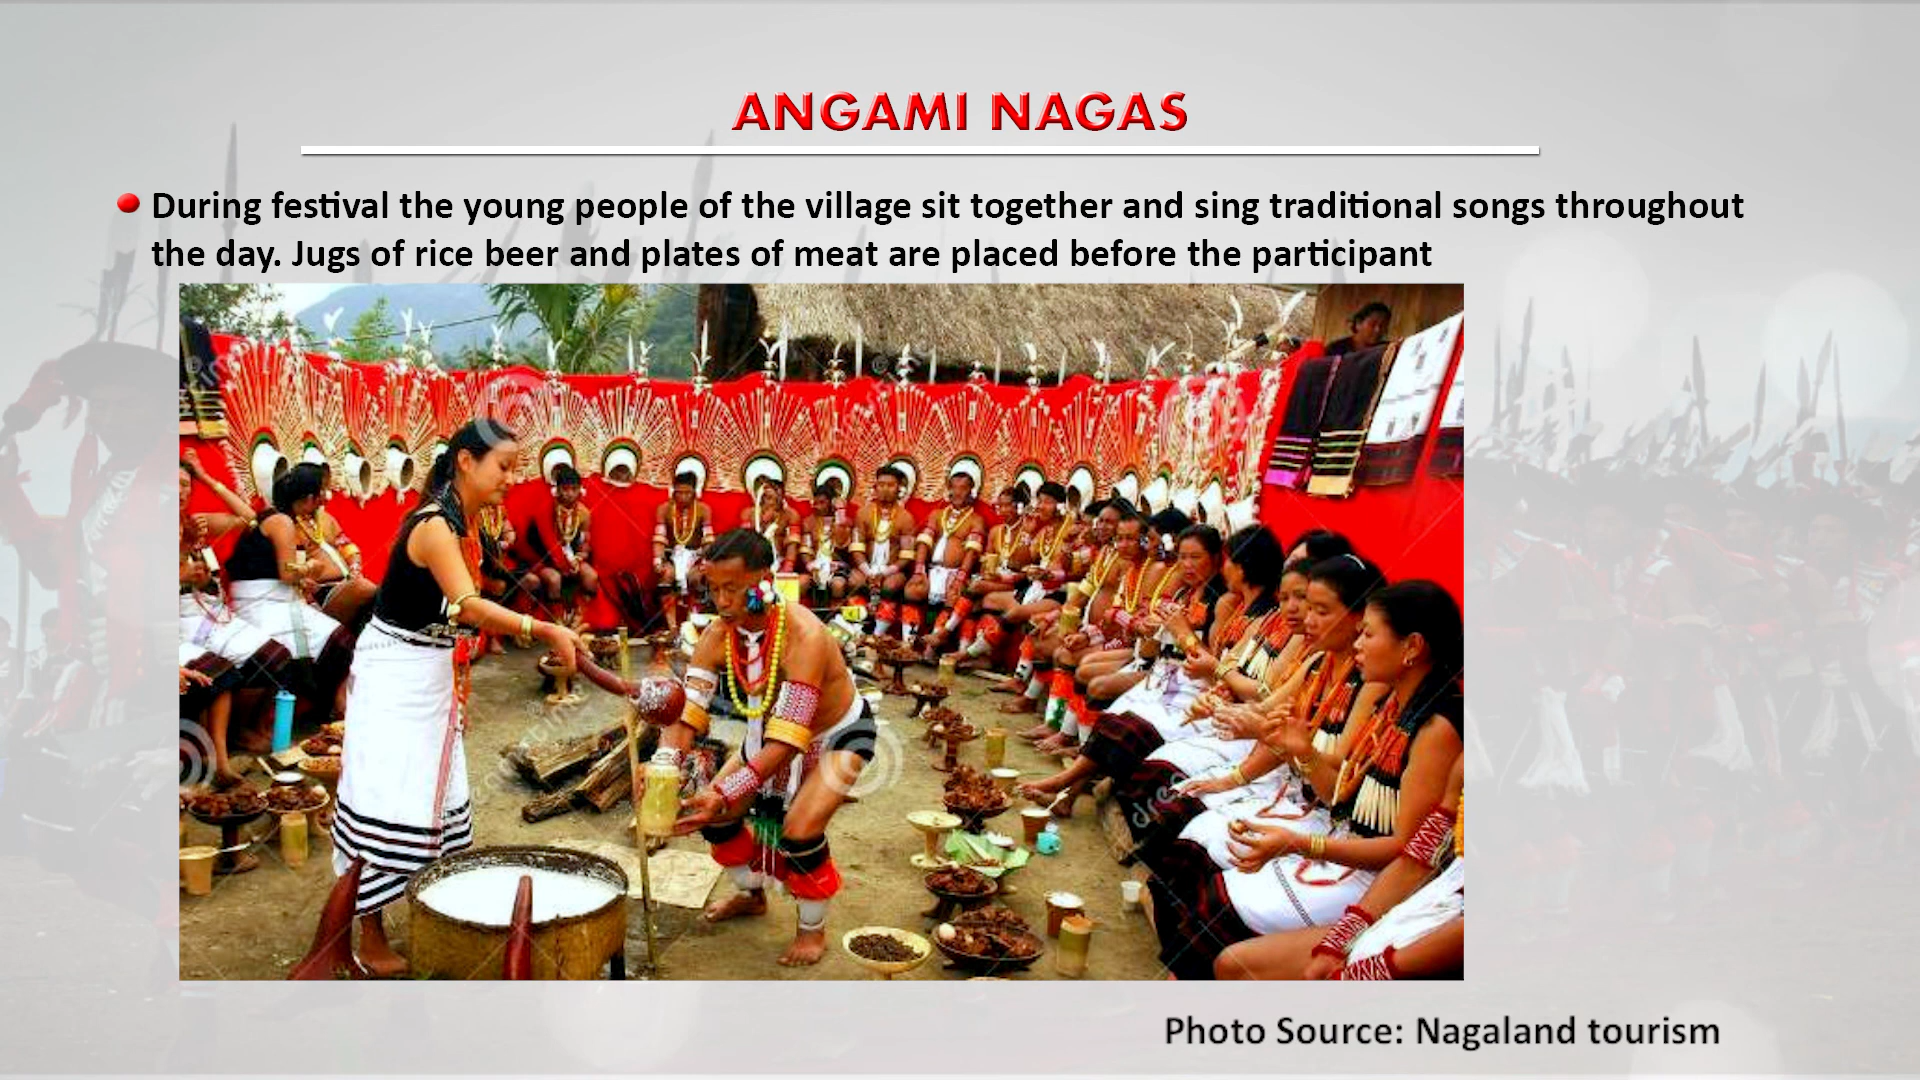 ANGAMI NAGAS
During festival the young people of the village sit together and sing traditional songs throughout
the day. Jugs of rice beer and plates of meat are placed before the participant
Photo Source: Nagaland tourism